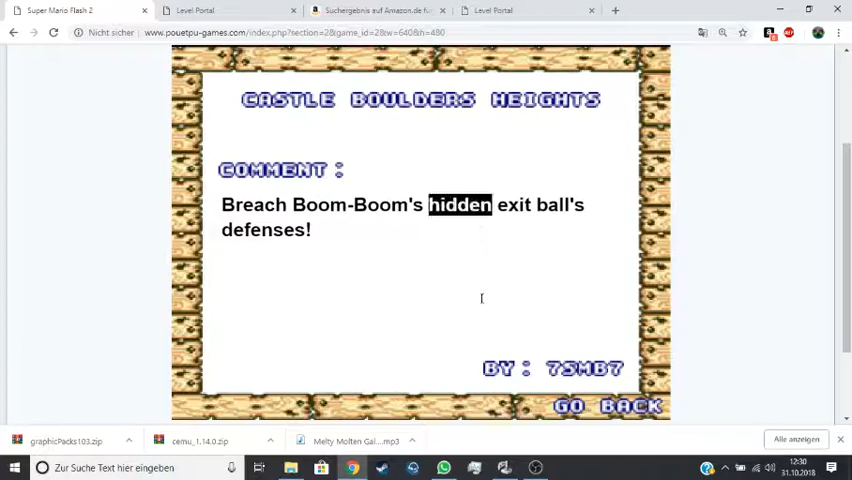 Super Mario Flash 2
Level Portal
Suchergebnis auf Amazon.de für
Level Portal
Nicht sicher
www.pouetpu-games.com/index.php?section=2&game_id=2&w=640&h=480
CASTLE BOULDERS HEIGHTS
COMMENT :
Breach Boom-Boom's hidden exit ball's
defenses!
BY : 7SMB7
GO BACK
graphicPacks103.zip
cemu_1.14.0.zip
Melty Molten Gal...mp3
Alle anzeigen
Zur Suche Text hier eingeben
12:30
31.10.2018